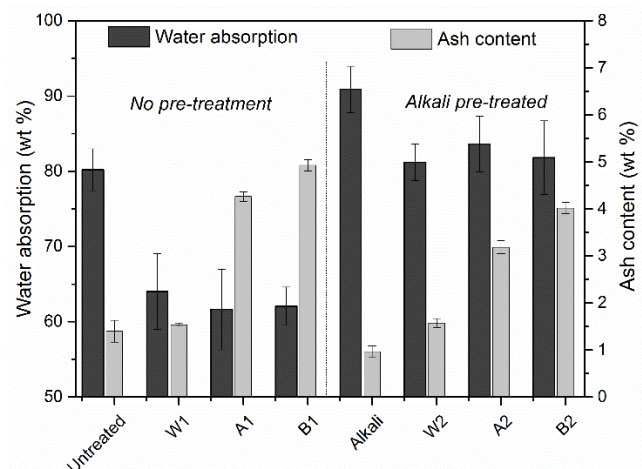 Water absorption
Ash content
No pre-treatment
Alkali pre-treated
Water absorption (wt %)
100
90
80
70
60
50
Ash content (wt %)
8
7
6
5
4
3
2
1
0
Untreated
W1
A1
B1
Alkali
W2
A2
B2